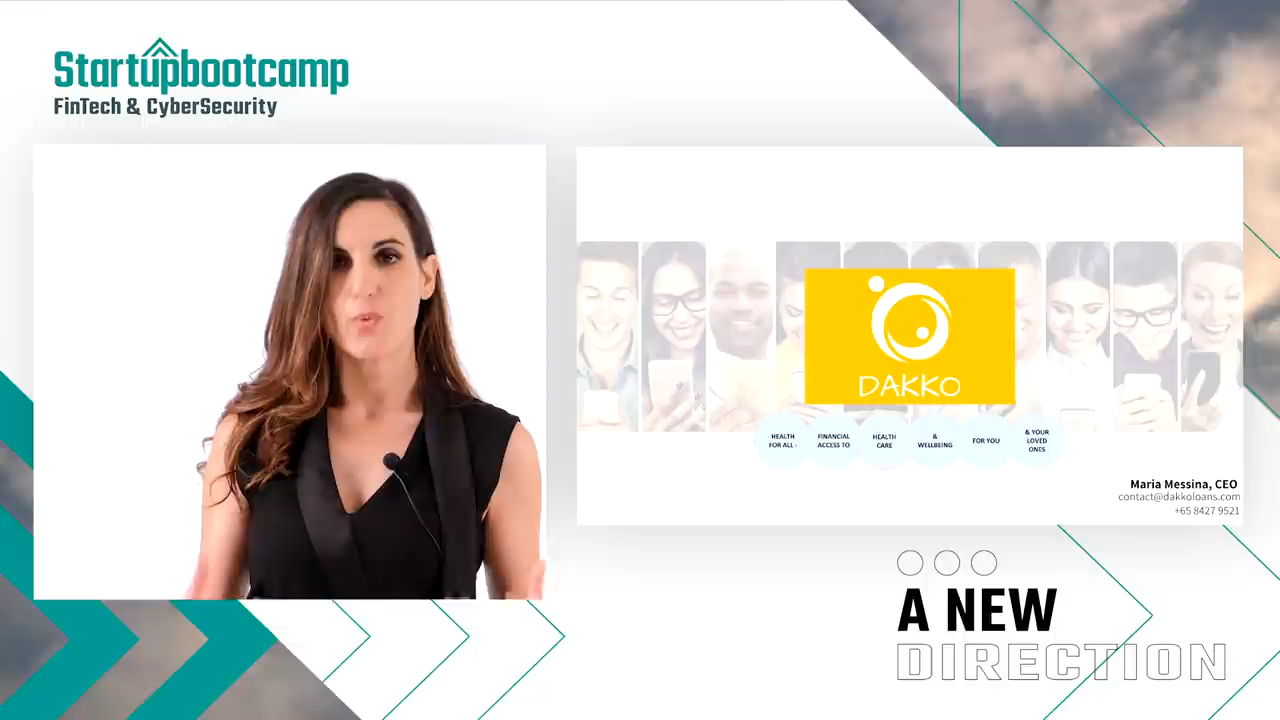 Startupbootcamp
FinTech & CyberSecurity
DAKKO
HEALTH
FOR ALL -
FINANCIAL
ACCESS TO
HEALTH
CARE
&
WELLBEING
FOR YOU
& YOUR
LOVED
ONES
Maria Messina, CEO
contact@dakkoloans.com
+65 8427 9521
A NEW
DIRECTION